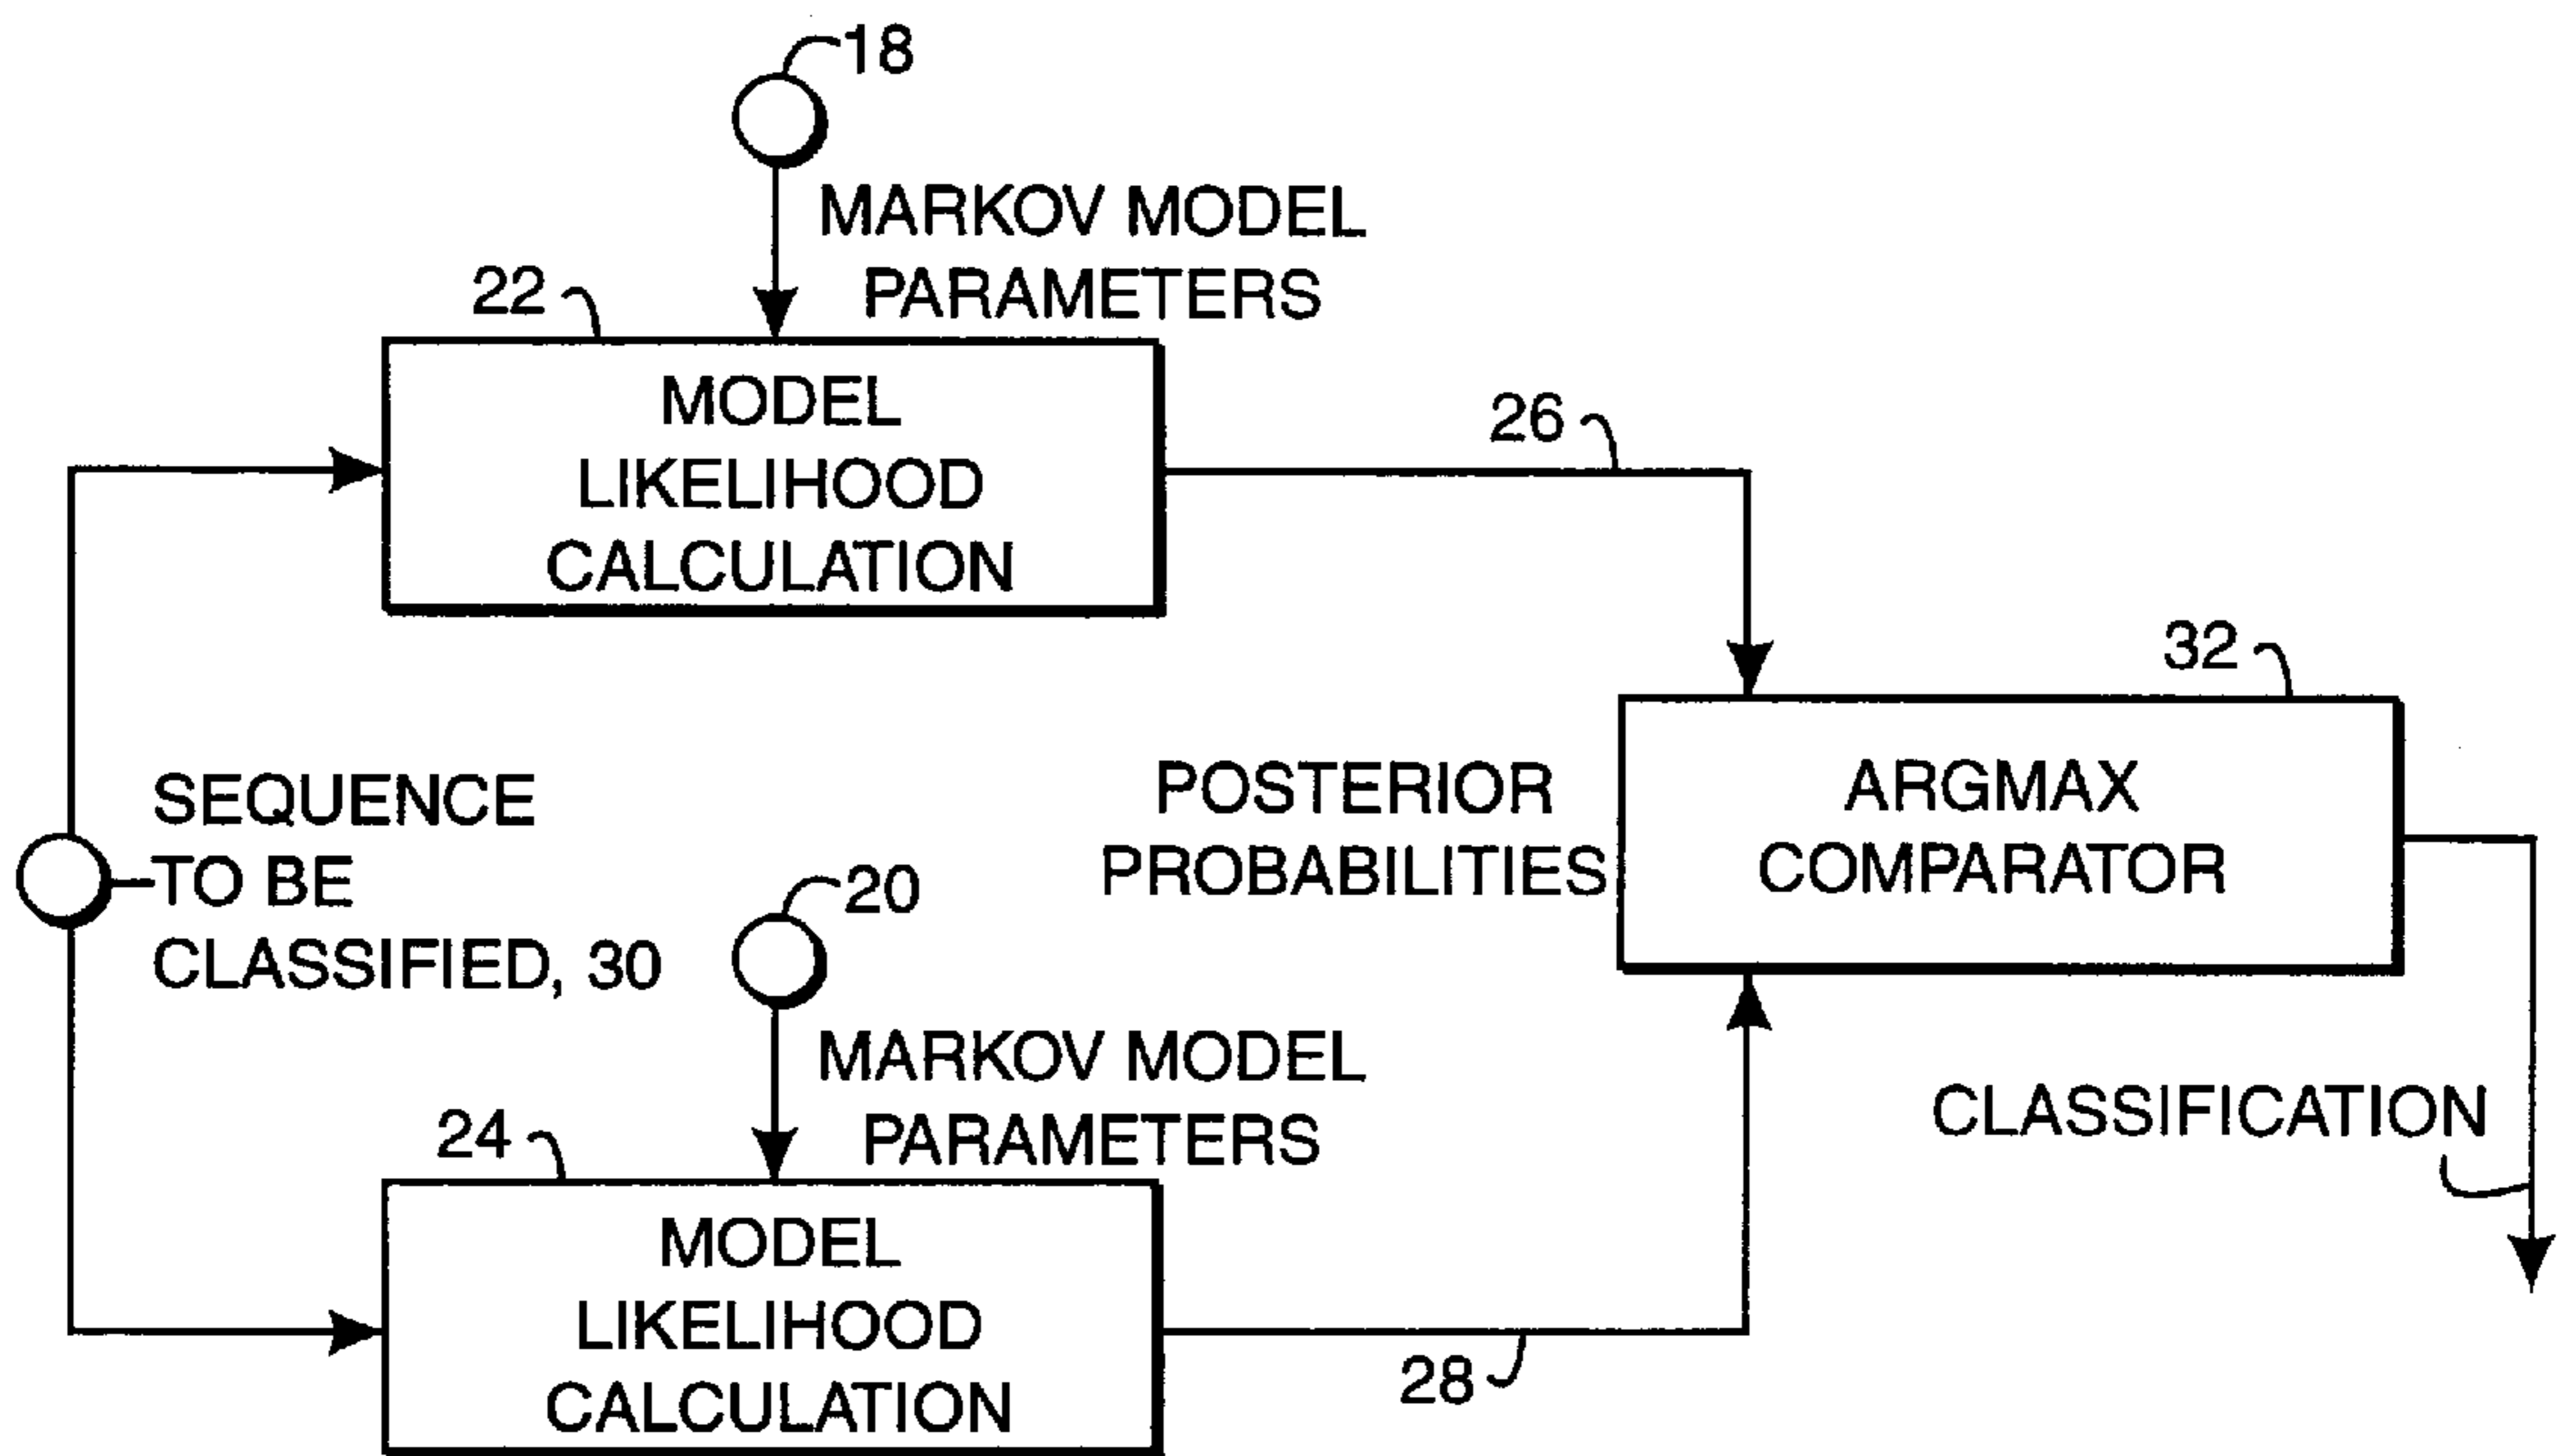 18
MARKOV MODEL
PARAMETERS
22
MODEL
LIKELIHOOD
CALCULATION
26
32
SEQUENCE
TO BE
CLASSIFIED, 30
POSTERIOR
PROBABILITIES
ARGMAX
COMPARATOR
20
MARKOV MODEL
PARAMETERS
CLASSIFICATION
24
MODEL
LIKELIHOOD
CALCULATION
28